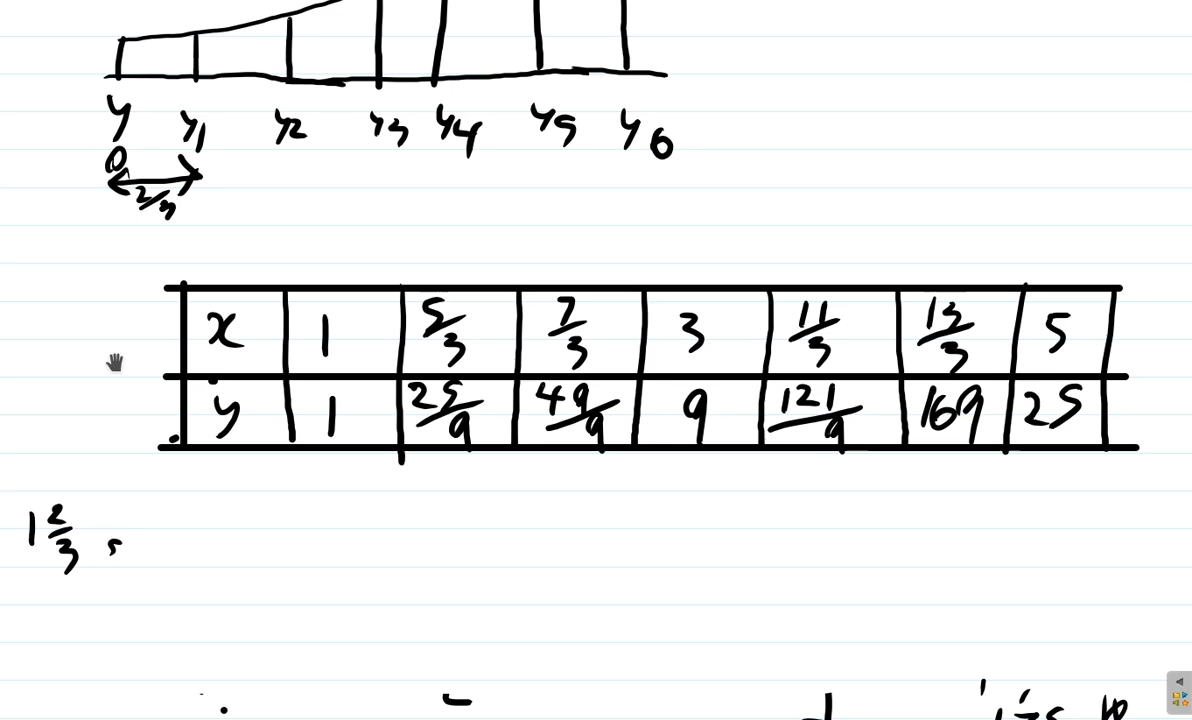 y y1 y2 y3 y4 y5 y6
0
2/3
x 1 5/3 7/3 3 11/3 13/3 5
y 1 25/9 49/9 9 121/9 169 25
1 2/3